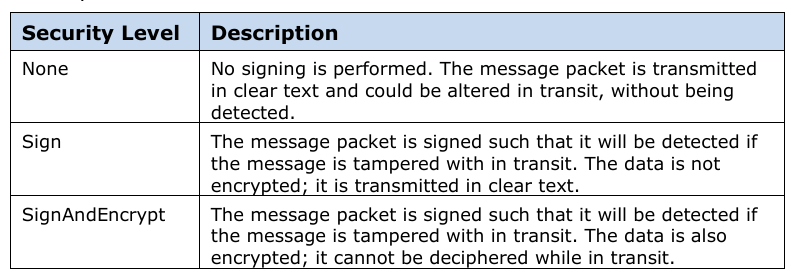 Security Level Description
None No signing is performed. The message packet is transmitted
in clear text and could be altered in transit, without being
detected.
Sign The message packet is signed such that it will be detected if
the message is tampered with in transit. The data is not
encrypted; it is transmitted in clear text.
SignAndEncrypt The message packet is signed such that it will be detected if
the message is tampered with in transit. The data is also
encrypted; it cannot be deciphered while in transit.